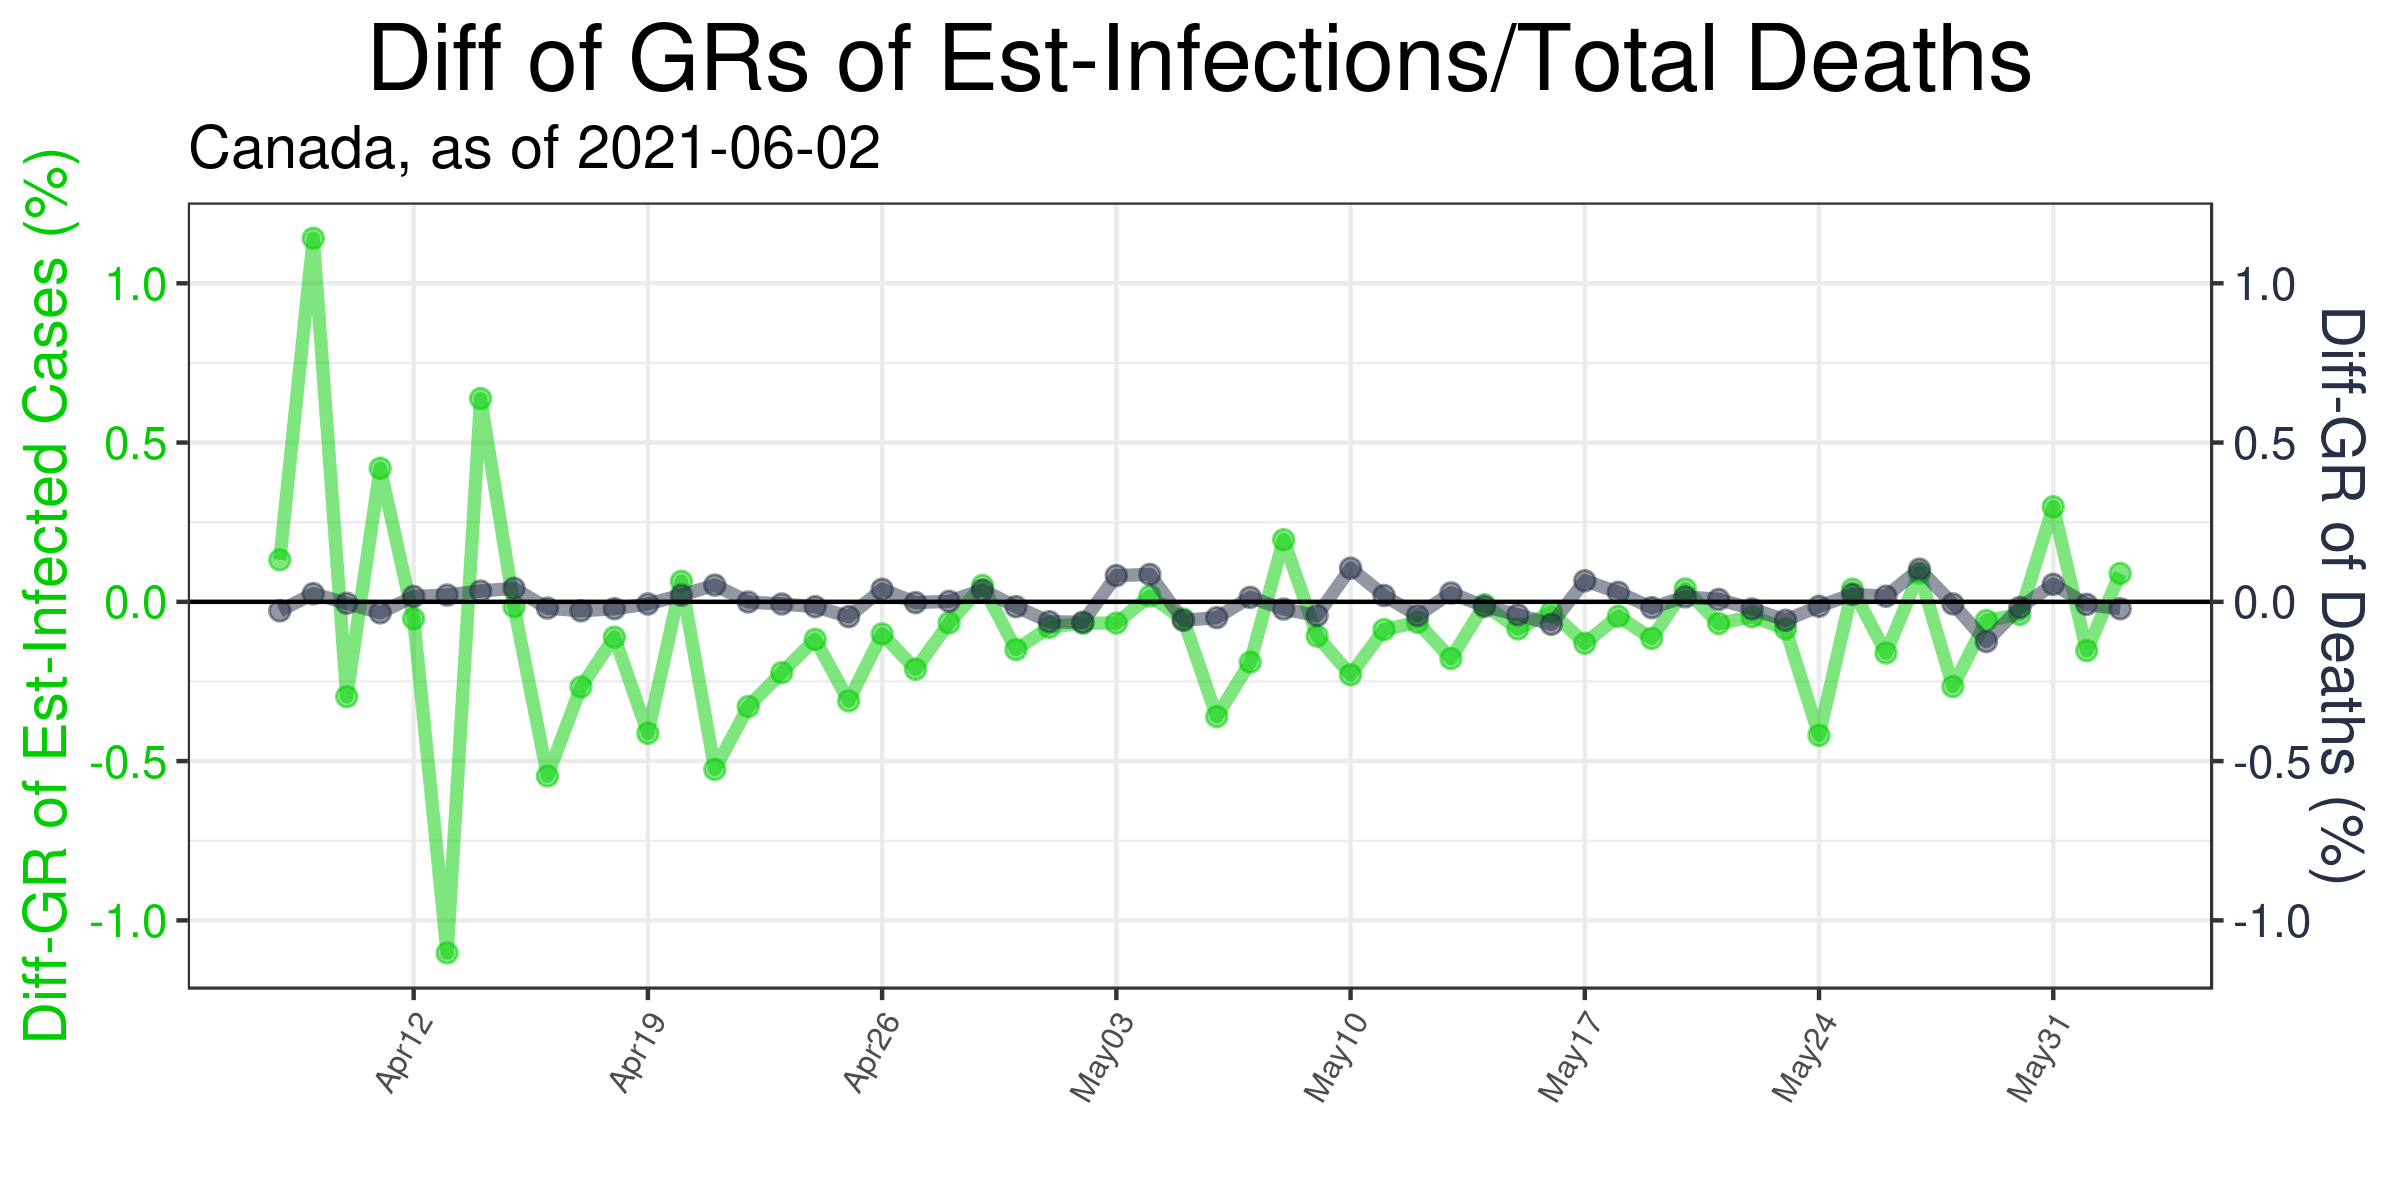 Diff of GRs of Est-Infections/Total Deaths
Canada, as of 2021-06-02
Diff-GR of Est-Infected Cases (%)
1.0
0.5
0.0
-0.5
-1.0
1.0
0.5
0.0
-0.5
-1.0
Diff-GR of Deaths (%)
Apr12
Apr19
Apr26
May03
May10
May17
May24
May31